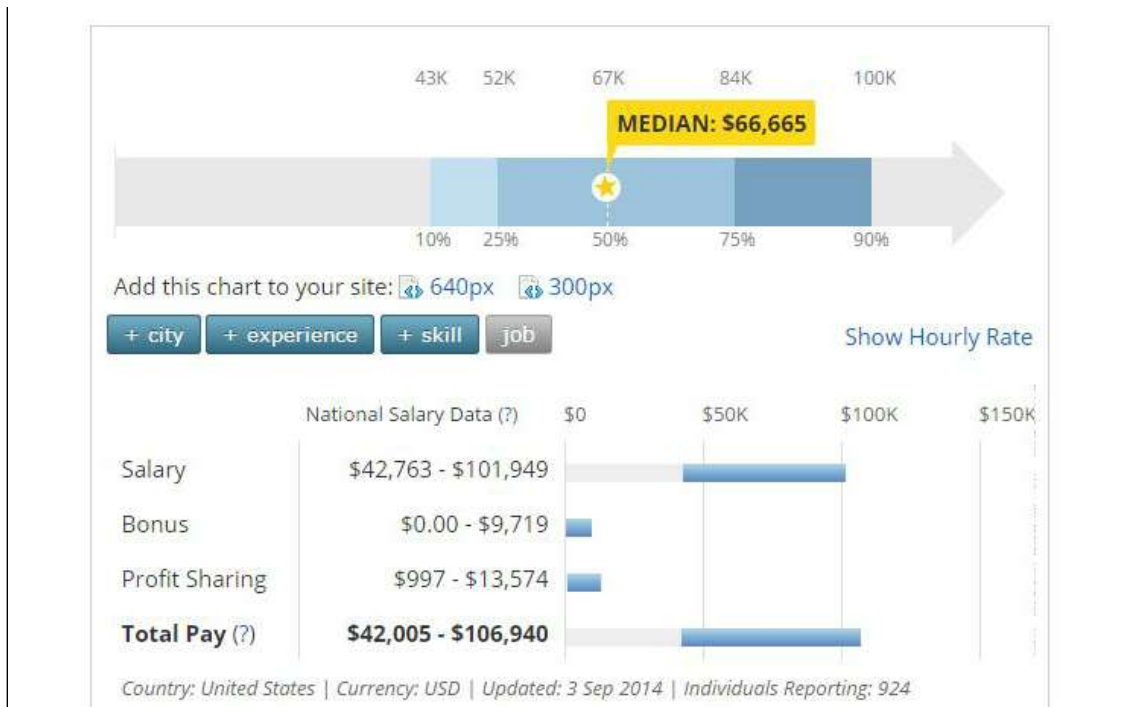 43K 52K 67K 84K 100K
MEDIAN: $66,665
10% 25% 50% 75% 90%
Add this chart to your site: 640px 300px
+ city + experience + skill job Show Hourly Rate
National Salary Data (?) $0 $50K $100K $150K
Salary $42,763 - $101,949
Bonus $0.00 - $9,719
Profit Sharing $997 - $13,574
Total Pay (?) $42,005 - $106,940
Country: United States | Currency: USD | Updated: 3 Sep 2014 | Individuals Reporting: 924